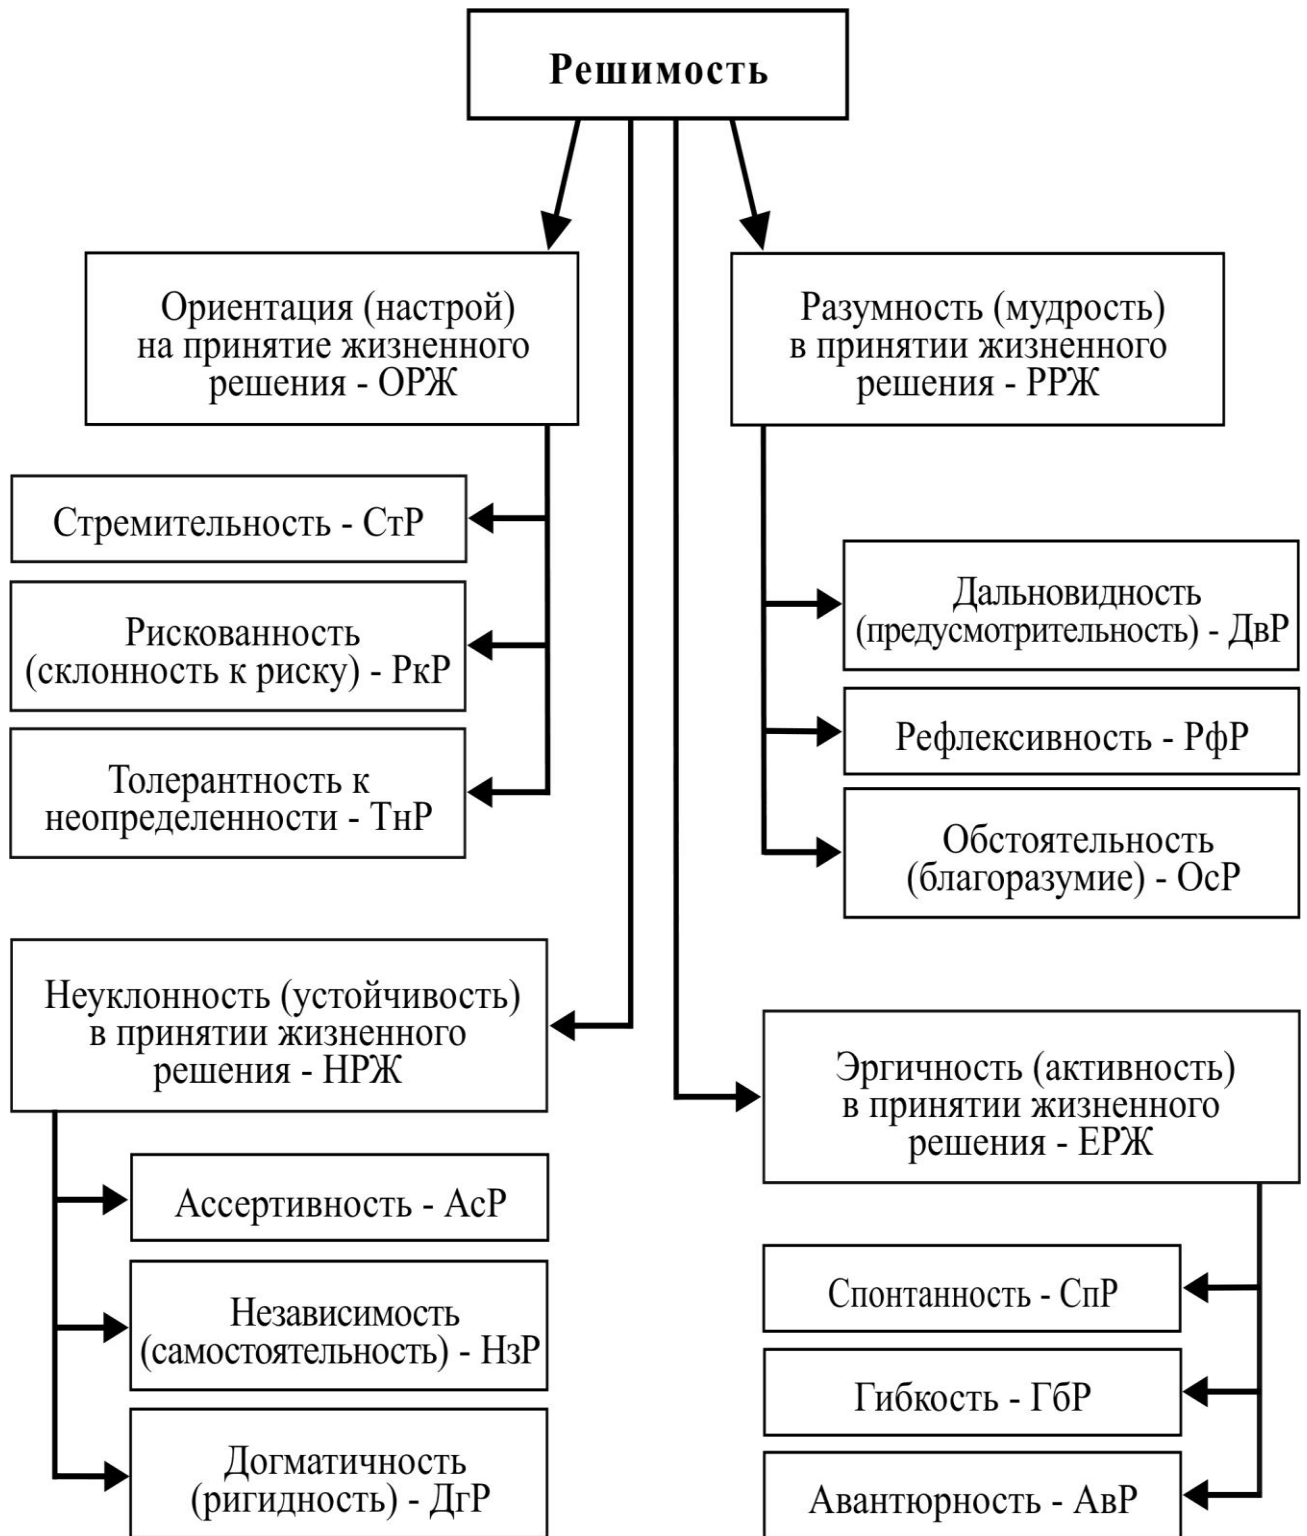 Решимость
Ориентация (настрой)
на принятие жизненного
решения - ОРЖ
Стремительность - СтР
Рискованность
(склонность к риску) - РкР
Толерантность к
неопределенности - ТнР
Разумность (мудрость)
в принятии жизненного
решения - РРЖ
Дальновидность
(предусмотрительность) - ДвР
Рефлексивность - РфР
Обстоятельность
(благоразумие) - ОсР
Неуклонность (устойчивость)
в принятии жизненного
решения - НРЖ
Ассертивность - АсР
Независимость
(самостоятельность) - НзР
Догматичность
(ригидность) - ДгР
Эргичность (активность)
в принятии жизненного
решения - ЕРЖ
Спонтанность - СпР
Гибкость - ГбР
Авантюрность - АвР